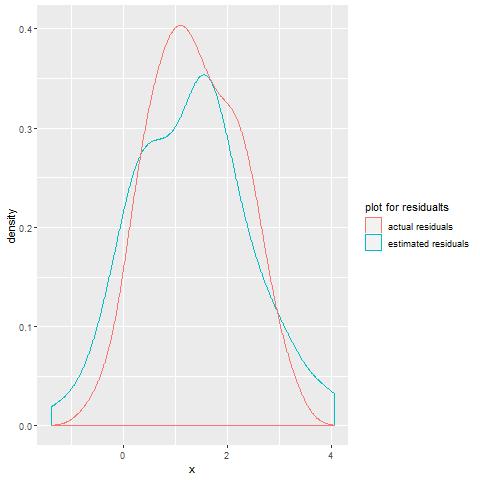 0.4
0.3
0.2
0.1
0.0
density
0
2
4
x
plot for residualts
actual residuals
estimated residuals